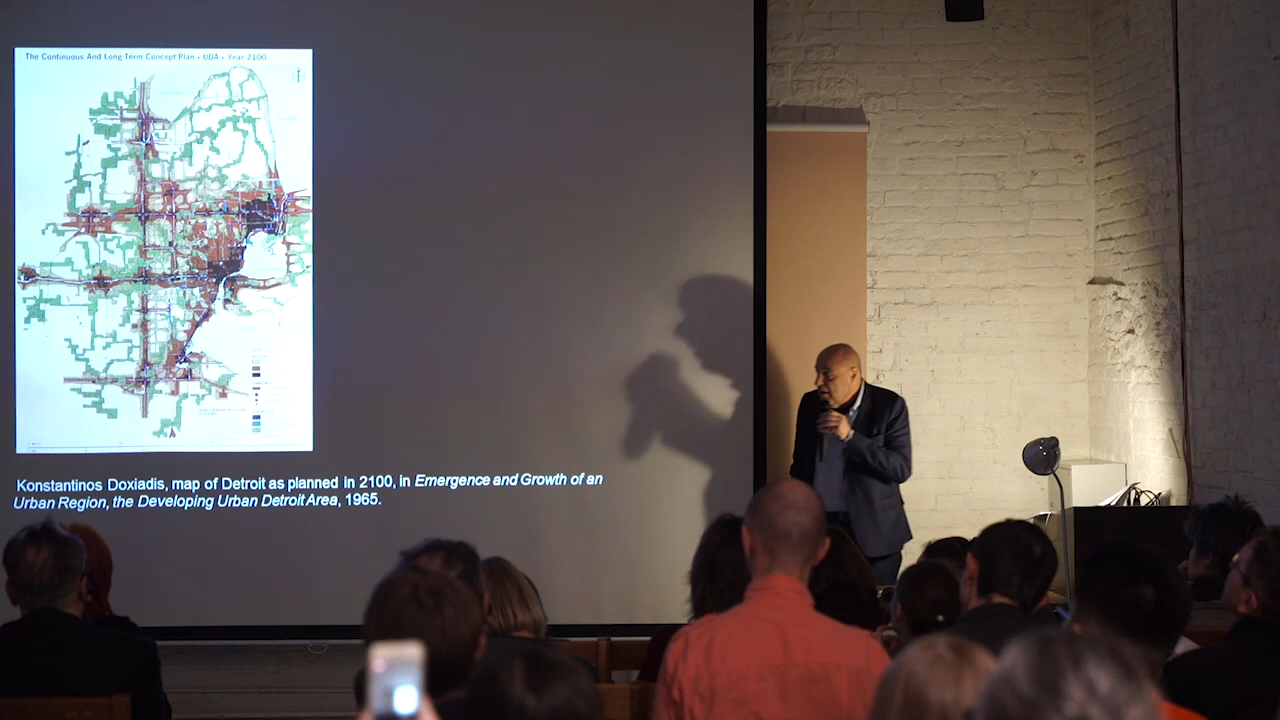 The Continuous And Long Term Concept Plan - UDA - Year 2100
Konstantinos Doxiadis, map of Detroit as planned in 2100, in Emergence and Growth of an
Urban Region, the Developing Urban Detroit Area, 1965.